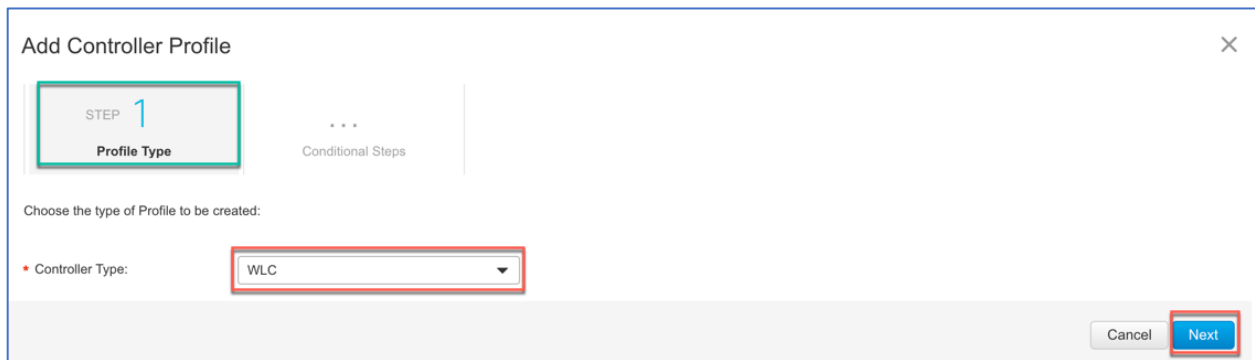 Add Controller Profile
STEP 1
Profile Type
...
Conditional Steps
Choose the type of Profile to be created:
* Controller Type:
WLC
Cancel
Next